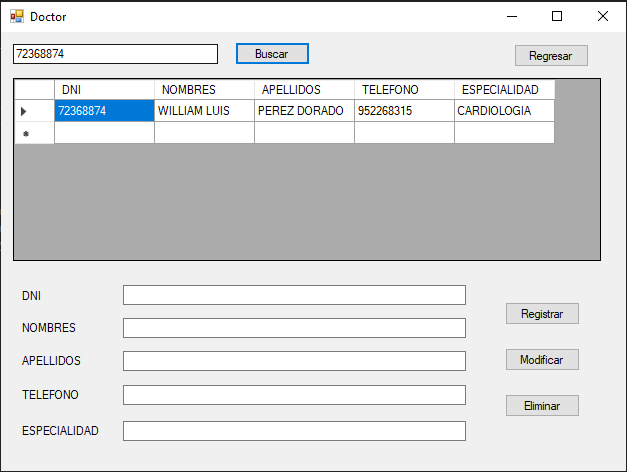 Doctor
72368874 Buscar Regresar
DNI NOMBRES APELLIDOS TELEFONO ESPECIALIDAD
72368874 WILLIAM LUIS PEREZ DORADO 952268315 CARDIOLOGIA
DNI
Registrar
NOMBRES
APELLIDOS Modificar
TELEFONO
Eliminar
ESPECIALIDAD